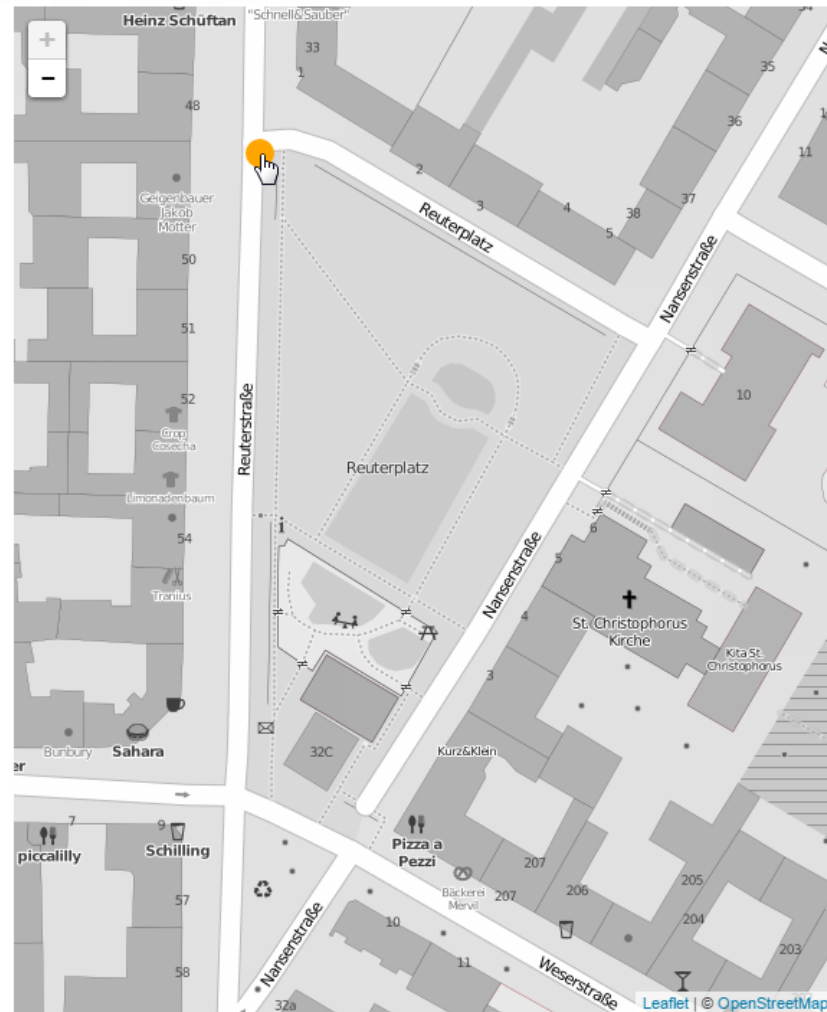 Heinz Schüftan
"Schnell&Sauber"
+
−
33
1
35
48
36
11
2
Geigenbauer
Jakob
Motter
3
4
5
38
37
Reuterplatz
Nansenstraße
50
51
52
10
Crop
Cosecha
Reuterstraße
Reuterplatz
Limonadenbaum
54
Tranius
i
6
5
Nansenstraße
4
St. Christophorus
Kirche
Kita St.
Christophorus
3
Bunbury
Sahara
32C
Kurz&Klein
er
7
9
piccalilly
Schilling
Pizza a
Pezzi
57
Bäckerei
Mervil
207
207
206
205
204
203
58
Nansenstraße
10
11
Weserstraße
32a
Leaflet | © OpenStreetMap